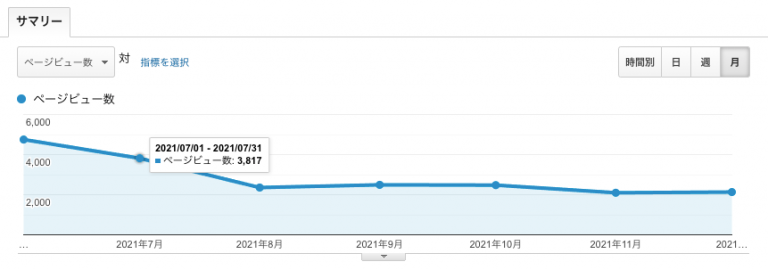 サマリー
ページビュー数 対 指標を選択
時間別 日 週 月
ページビュー数
6,000
4,000
2,000
2021/07/01 - 2021/07/31
ページビュー数: 3,817
... 2021年7月 2021年8月 2021年9月 2021年10月 2021年11月 2021...